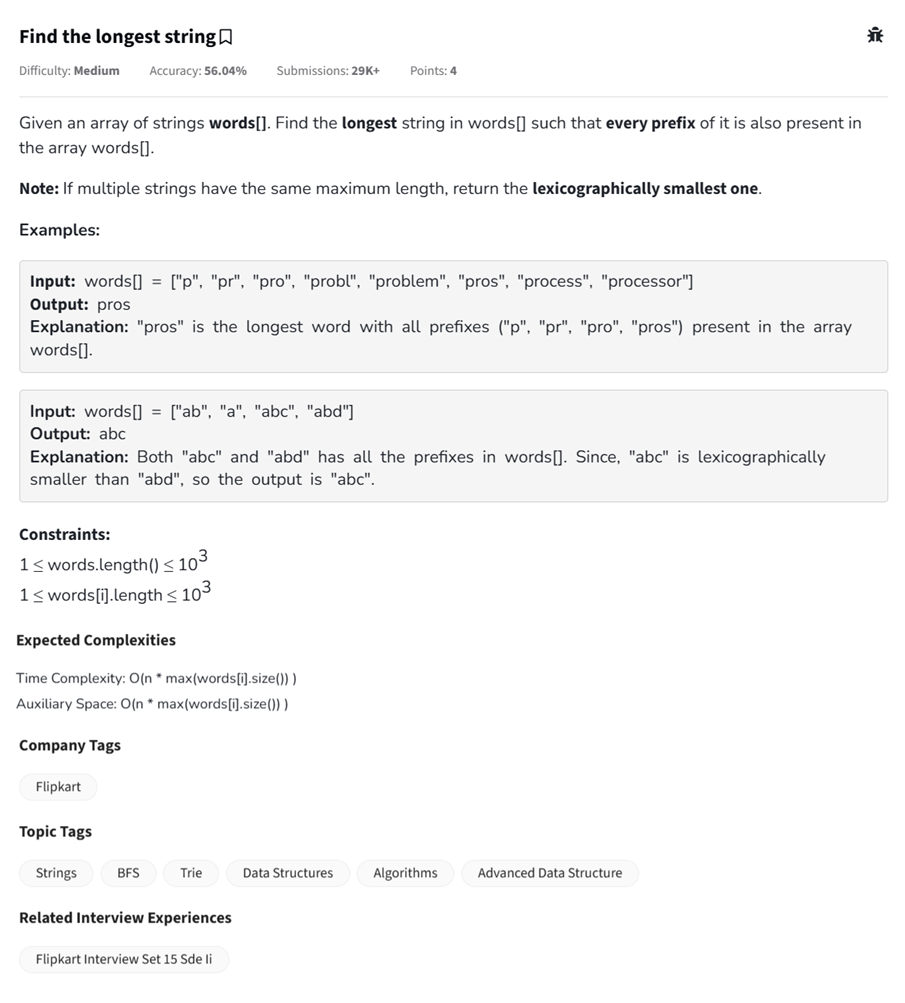 Find the longest string
Difficulty: Medium Accuracy: 56.04% Submissions: 29K+ Points: 4
Given an array of strings words[]. Find the longest string in words[] such that every prefix of it is also present in
the array words[].
Note: If multiple strings have the same maximum length, return the lexicographically smallest one.
Examples:
Input: words[] = ["p", "pr", "pro", "probl", "problem", "pros", "process", "processor"]
Output: pros
Explanation: "pros" is the longest word with all prefixes ("p", "pr", "pro", "pros") present in the array
words[].
Input: words[] = ["ab", "a", "abc", "abd"]
Output: abc
Explanation: Both "abc" and "abd" has all the prefixes in words[]. Since, "abc" is lexicographically
smaller than "abd", so the output is "abc".
Constraints:
1 ≤ words.length() ≤ 10³
1 ≤ words[i].length ≤ 10³
Expected Complexities
Time Complexity: O(n * max(words[i].size()) )
Auxiliary Space: O(n * max(words[i].size()) )
Company Tags
Flipkart
Topic Tags
Strings BFS Trie Data Structures Algorithms Advanced Data Structure
Related Interview Experiences
Flipkart Interview Set 15 Sde Ii